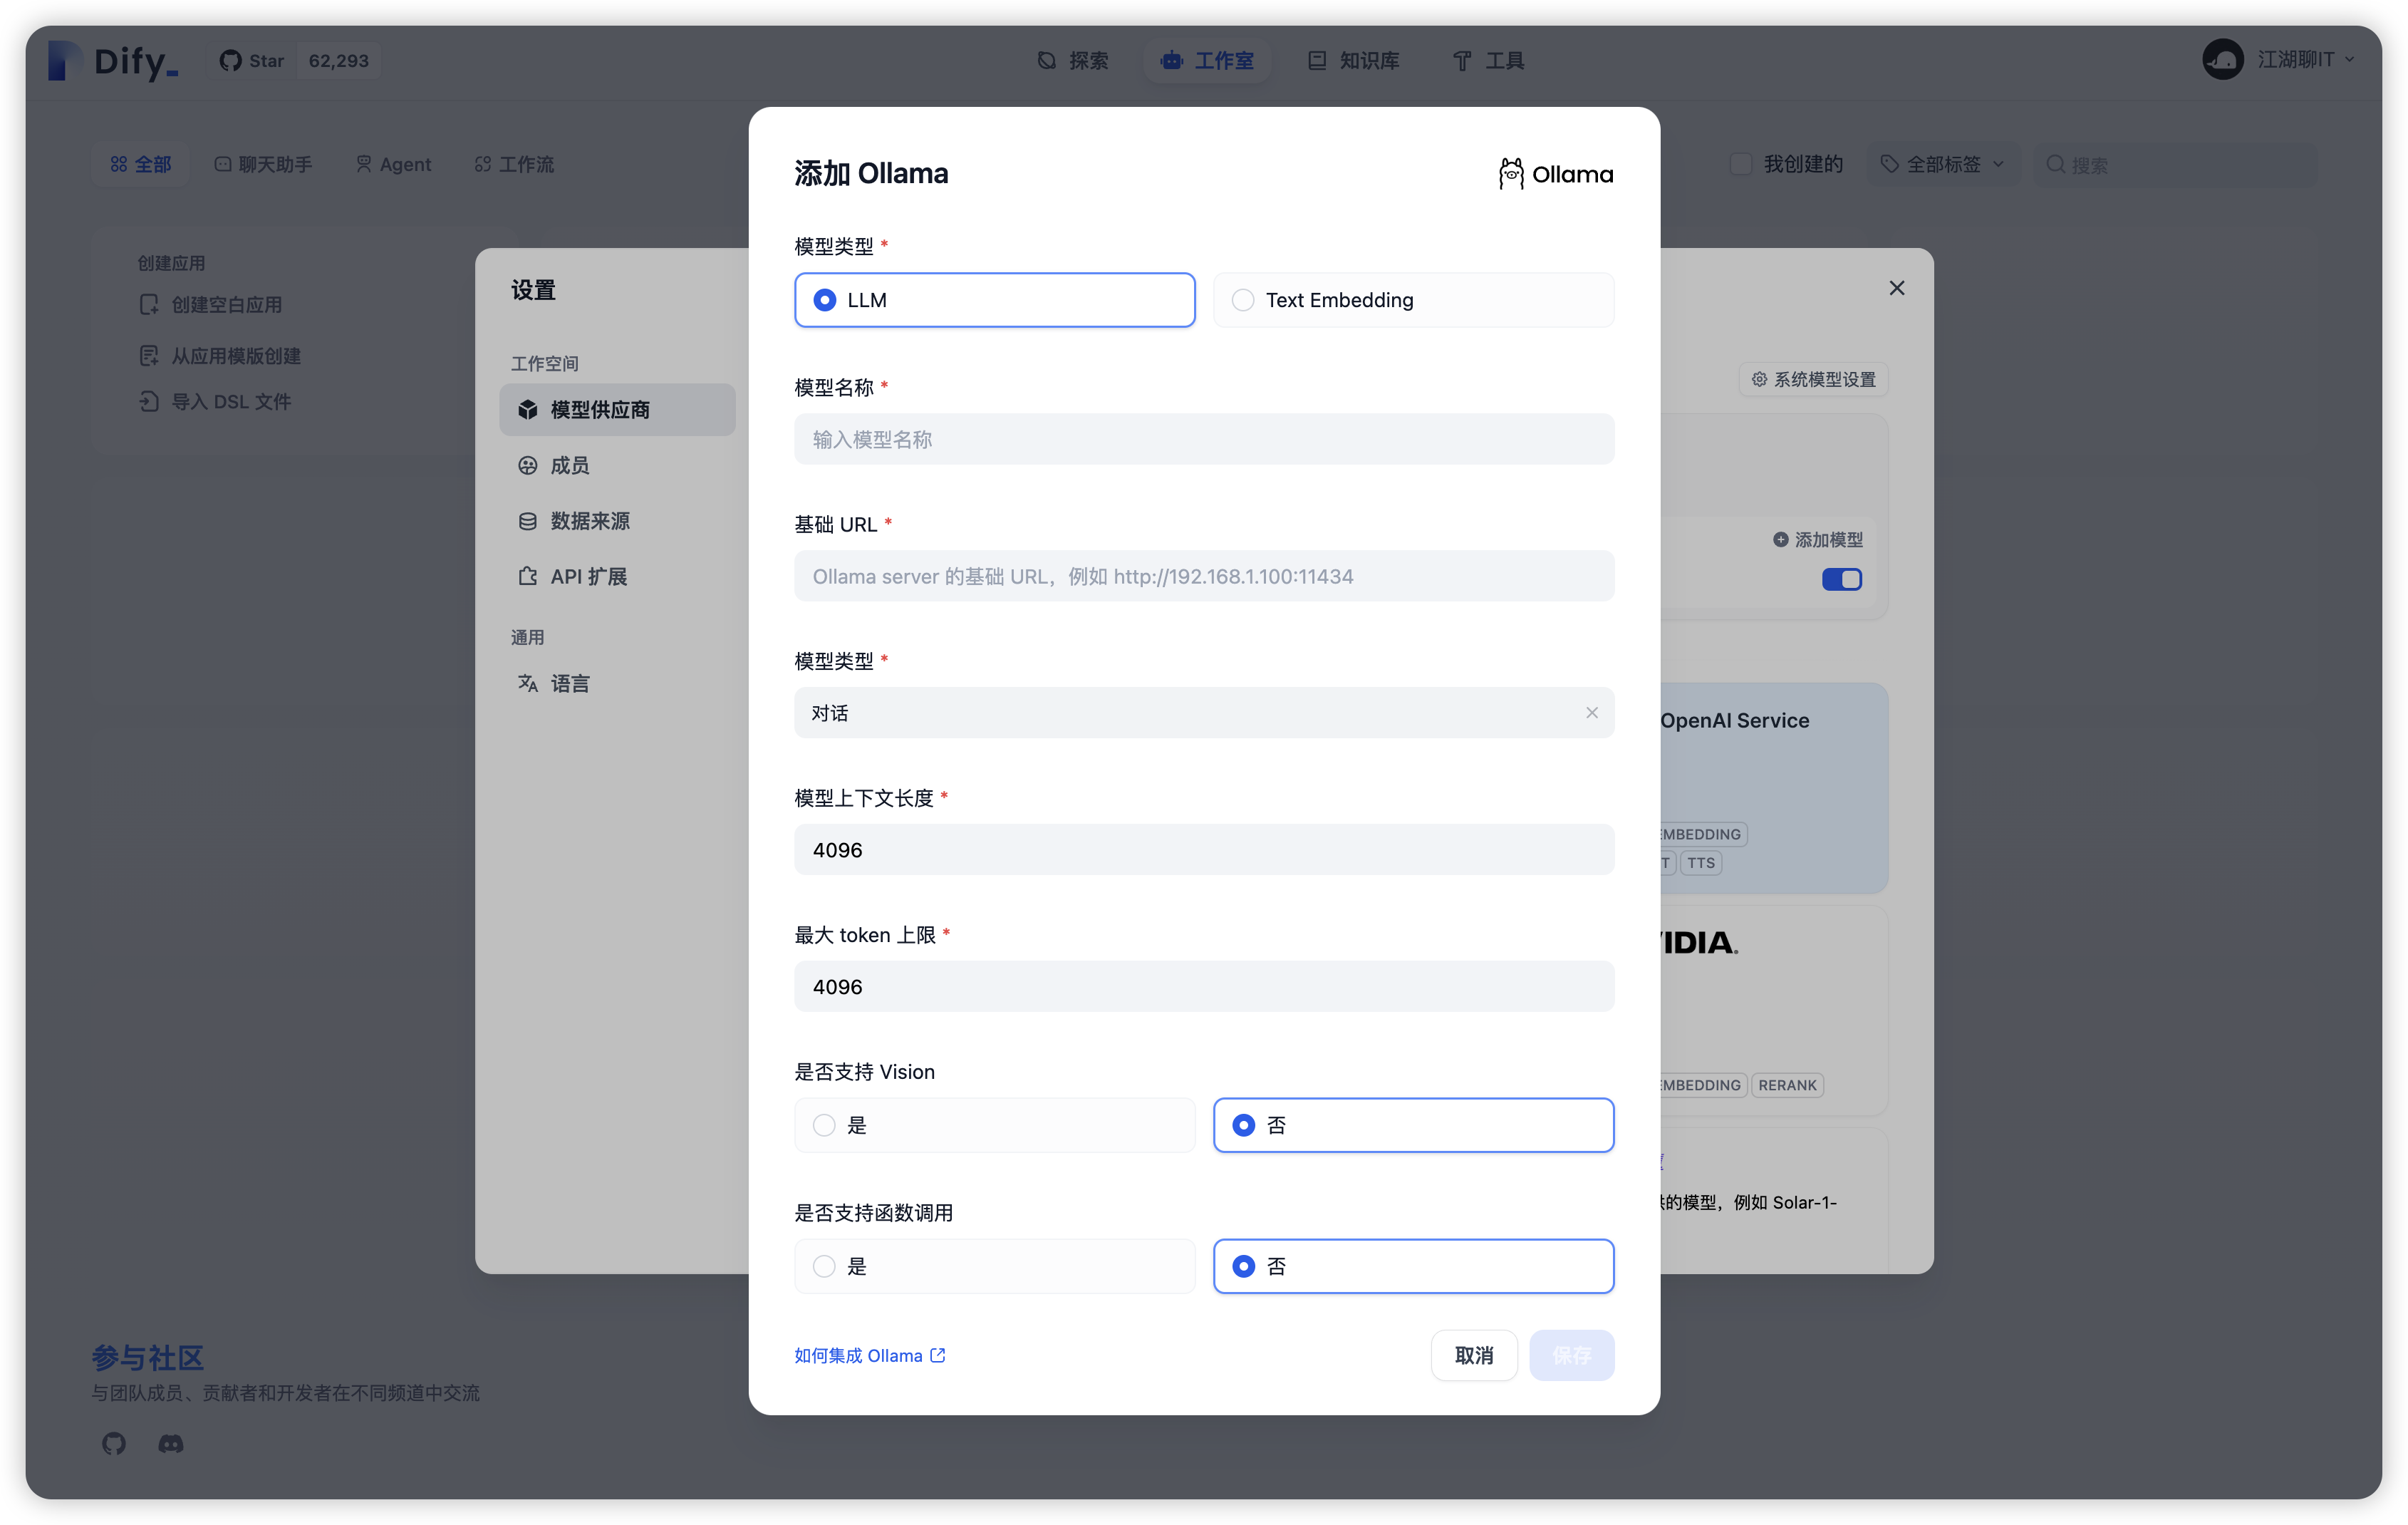 Dify_
Star 62,293
探索
工作室
知识库
工具
江湖聊IT
全部
聊天助手
Agent
工作流
我创建的
全部标签
搜索
创建应用
创建空白应用
从应用模版创建
导入 DSL 文件
设置
工作空间
模型供应商
成员
数据来源
API 扩展
通用
语言
添加 Ollama
Ollama
模型类型 *
LLM
Text Embedding
模型名称 *
输入模型名称
基础 URL *
Ollama server 的基础 URL，例如 http://192.168.1.100:11434
模型类型 *
对话
模型上下文长度 *
4096
最大 token 上限 *
4096
是否支持 Vision
是
否
是否支持函数调用
是
否
如何集成 Ollama
取消
保存
系统模型设置
添加模型
OpenAI Service
EMBEDDING
T
TTS
VIDIA
EMBEDDING
RERANK
的模型，例如 Solar-1-
参与社区
与团队成员、贡献者和开发者在不同频道中交流